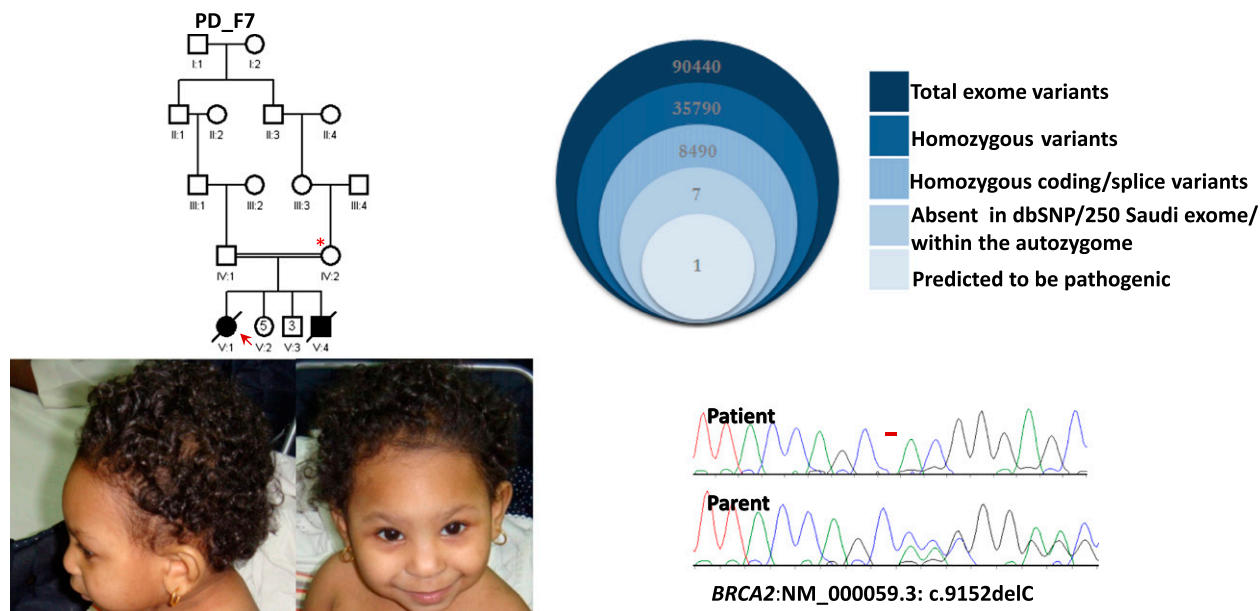 PD_F7
I:1 I:2
II:1 II:2 II:3 II:4
III:1 III:2 III:3 III:4
*
IV:1 IV:2
5 3
V:1 V:2 V:3 V:4
90440
35790
8490
7
1
Total exome variants
Homozygous variants
Homozygous coding/splice variants
Absent in dbSNP/250 Saudi exome/
within the autozygome
Predicted to be pathogenic
Patient
Parent
BRCA2:NM_000059.3: c.9152delC